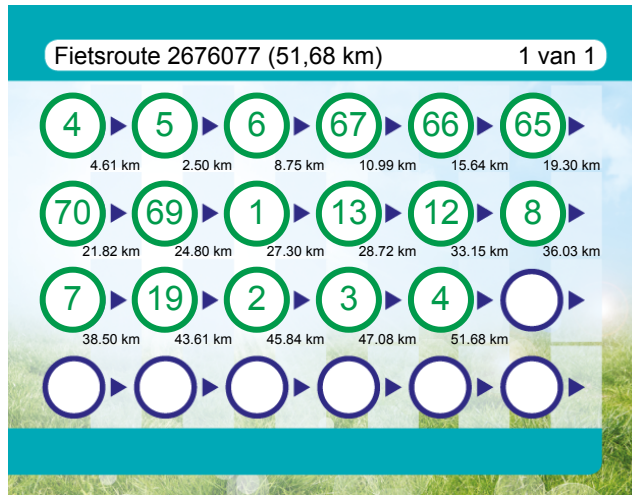 Fietsroute 2676077 (51,68 km) 1 van 1
4 5 6 67 66 65
4.61 km 2.50 km 8.75 km 10.99 km 15.64 km 19.30 km
70 69 1 13 12 8
21.82 km 24.80 km 27.30 km 28.72 km 33.15 km 36.03 km
7 19 2 3 4
38.50 km 43.61 km 45.84 km 47.08 km 51.68 km